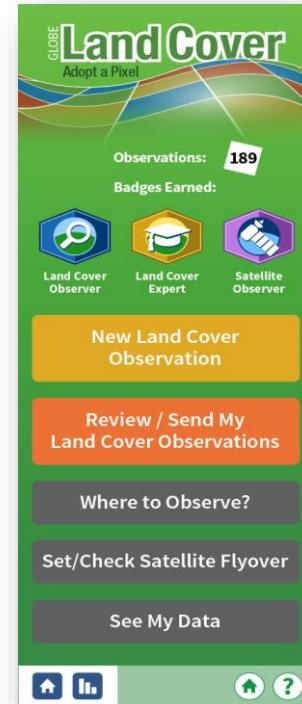 GLOBE
Land Cover
Adopt a Pixel
Observations: 189
Badges Earned:
Land Cover Observer
Land Cover Expert
Satellite Observer
New Land Cover
Observation
Review / Send My
Land Cover Observations
Where to Observe?
Set/Check Satellite Flyover
See My Data
?